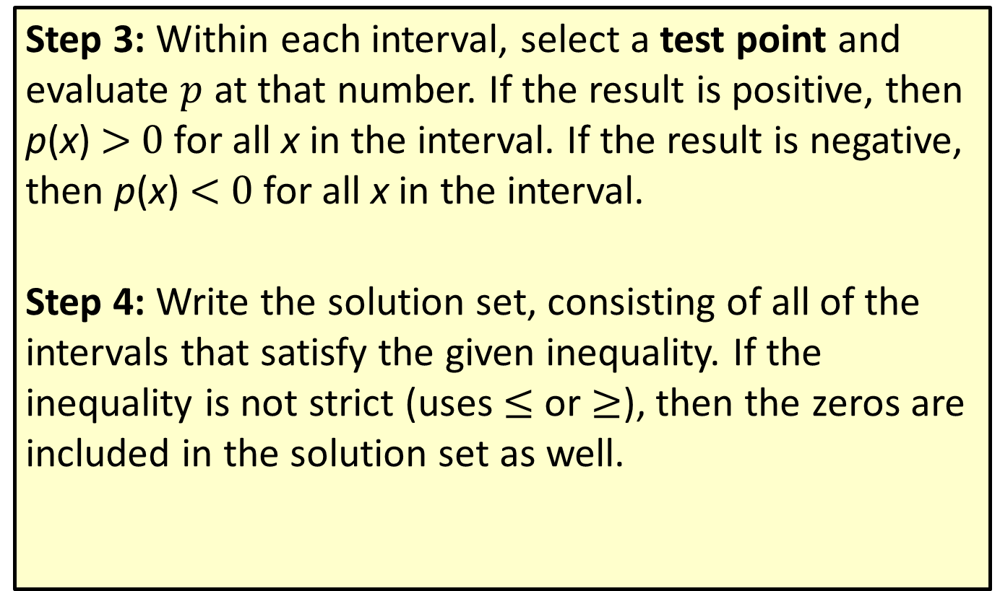 Step 3: Within each interval, select a test point and
evaluate p at that number. If the result is positive, then
p(x) > 0 for all x in the interval. If the result is negative,
then p(x) < 0 for all x in the interval.
Step 4: Write the solution set, consisting of all of the
intervals that satisfy the given inequality. If the
inequality is not strict (uses ≤ or ≥), then the zeros are
included in the solution set as well.